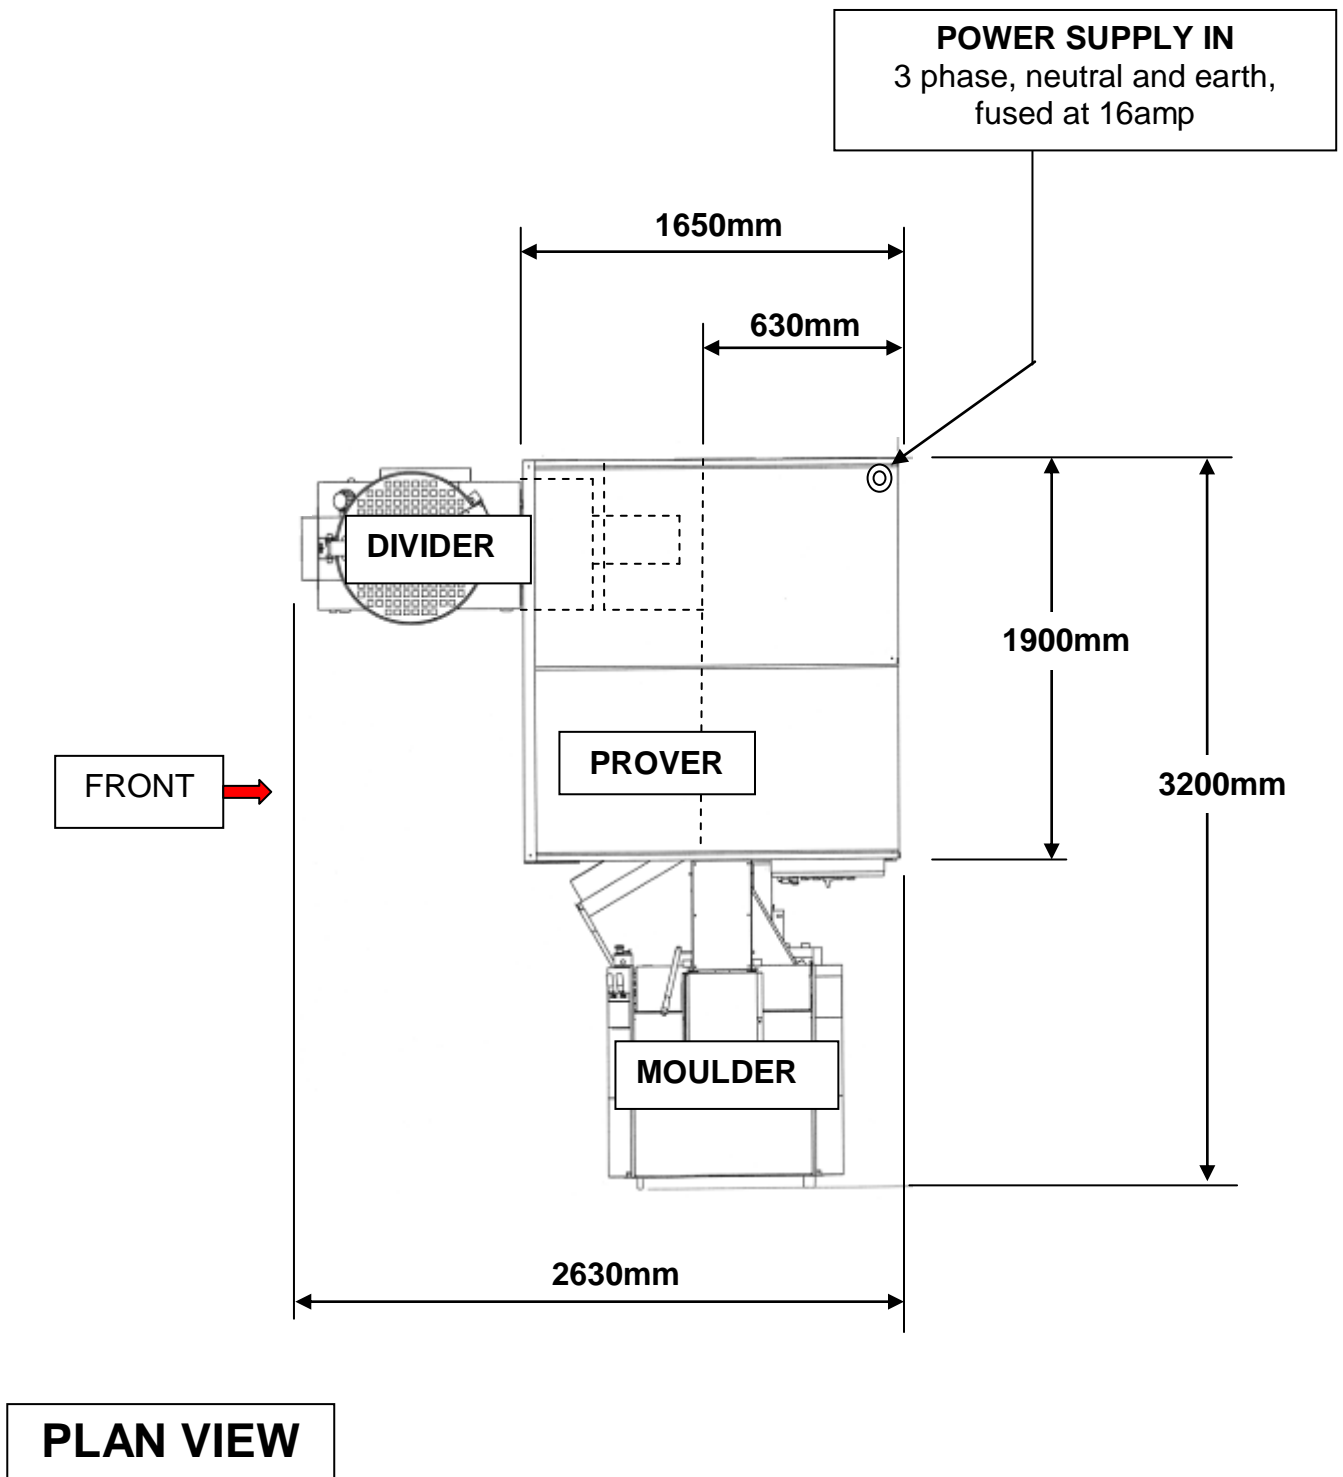 POWER SUPPLY IN
3 phase, neutral and earth,
fused at 16amp
1650mm
630mm
DIVIDER
1900mm
PROVER
FRONT
3200mm
MOULDER
2630mm
PLAN VIEW